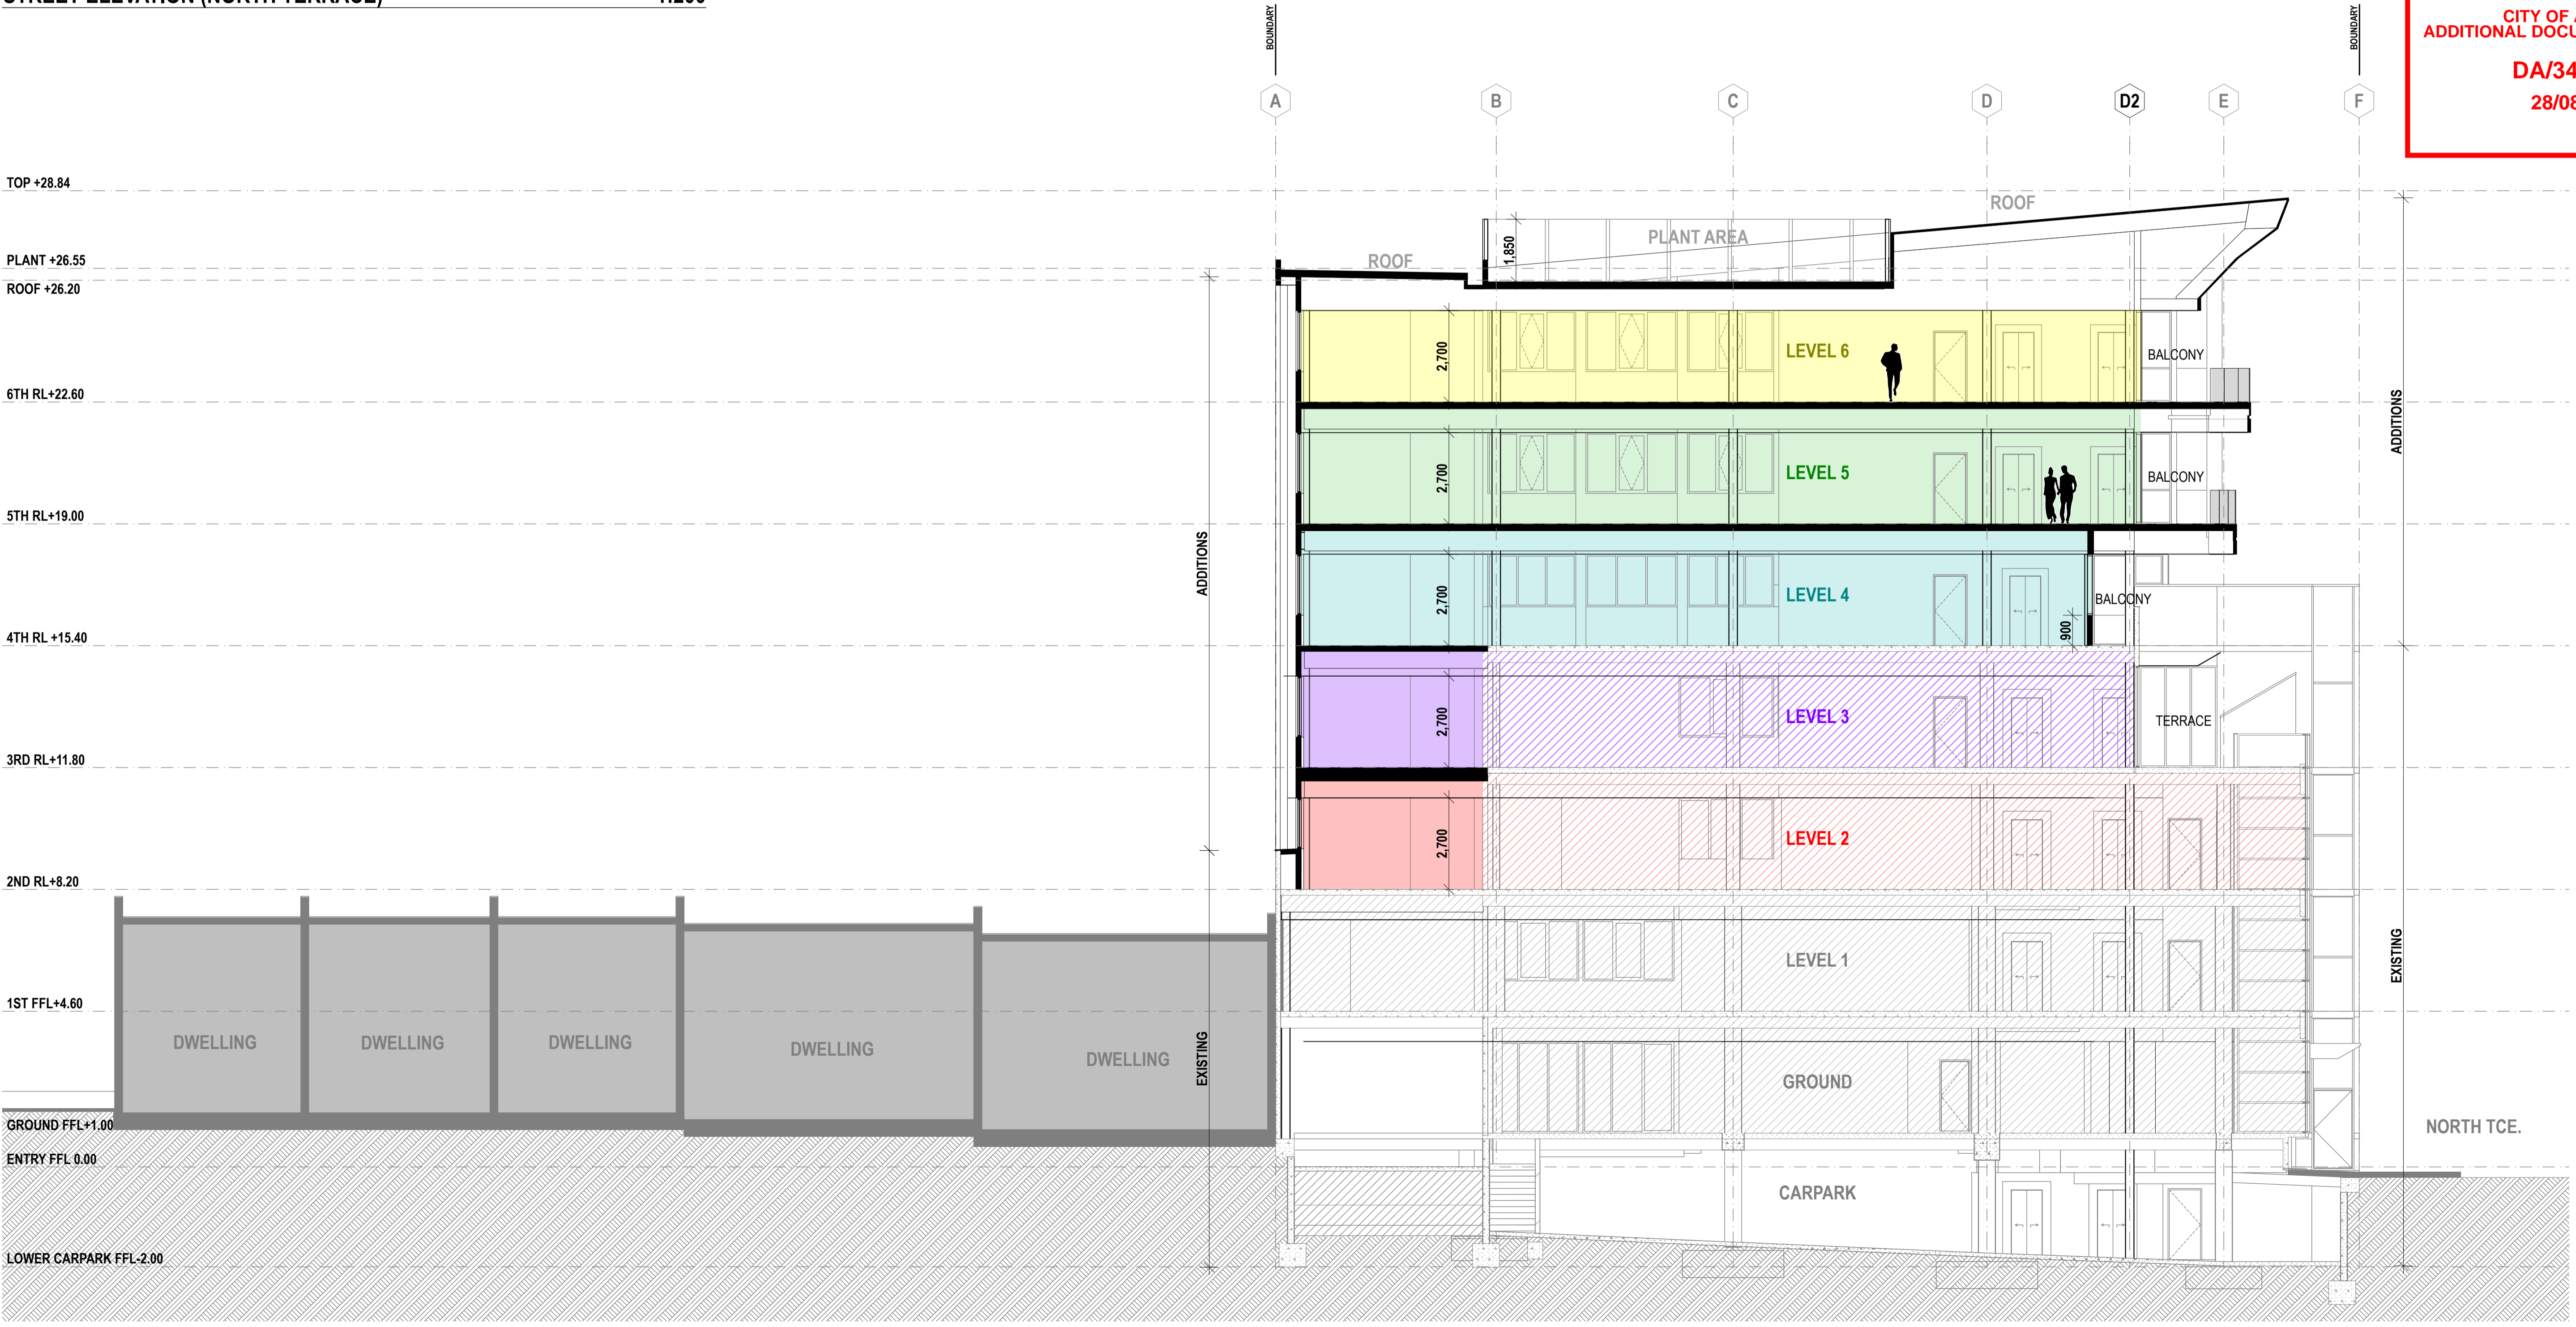 STREET ELEVATION (NORTH TERRACE)
1:200
BOUNDARY
BOUNDARY
CITY OF
ADDITIONAL
DA/34
28/08
A
B
C
D
D2
E
F
TOP +28.84
ROOF
PLANT AREA
1,850
PLANT +26.55
ROOF
ROOF +26.20
2,700
LEVEL 6
BALCONY
6TH RL+22.60
ADDITIONS
2,700
LEVEL 5
BALCONY
5TH RL+19.00
ADDITIONS
2,700
LEVEL 4
BALCONY
900
4TH RL +15.40
2,700
LEVEL 3
TERRACE
3RD RL+11.80
2,700
LEVEL 2
2ND RL+8.20
LEVEL 1
EXISTING
1ST FFL+4.60
DWELLING
DWELLING
DWELLING
DWELLING
DWELLING
EXISTING
GROUND
GROUND FFL+1.00
NORTH TCE.
ENTRY FFL 0.00
CARPARK
LOWER CARPARK FFL-2.00